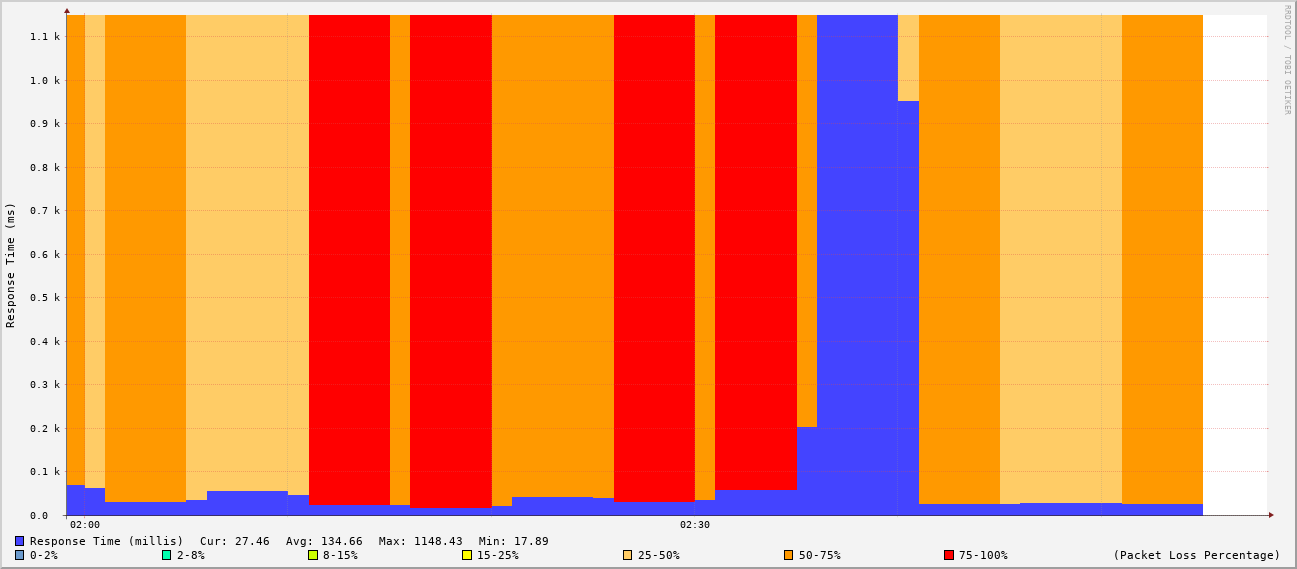 RRDTOOL / TOBI OETIKER
Response Time (ms)
1.1 k
1.0 k
0.9 k
0.8 k
0.7 k
0.6 k
0.5 k
0.4 k
0.3 k
0.2 k
0.1 k
0.0
02:00 02:30
Response Time (millis) Cur: 27.46 Avg: 134.66 Max: 1148.43 Min: 17.89
0-2% 2-8% 8-15% 15-25% 25-50% 50-75% 75-100% (Packet Loss Percentage)